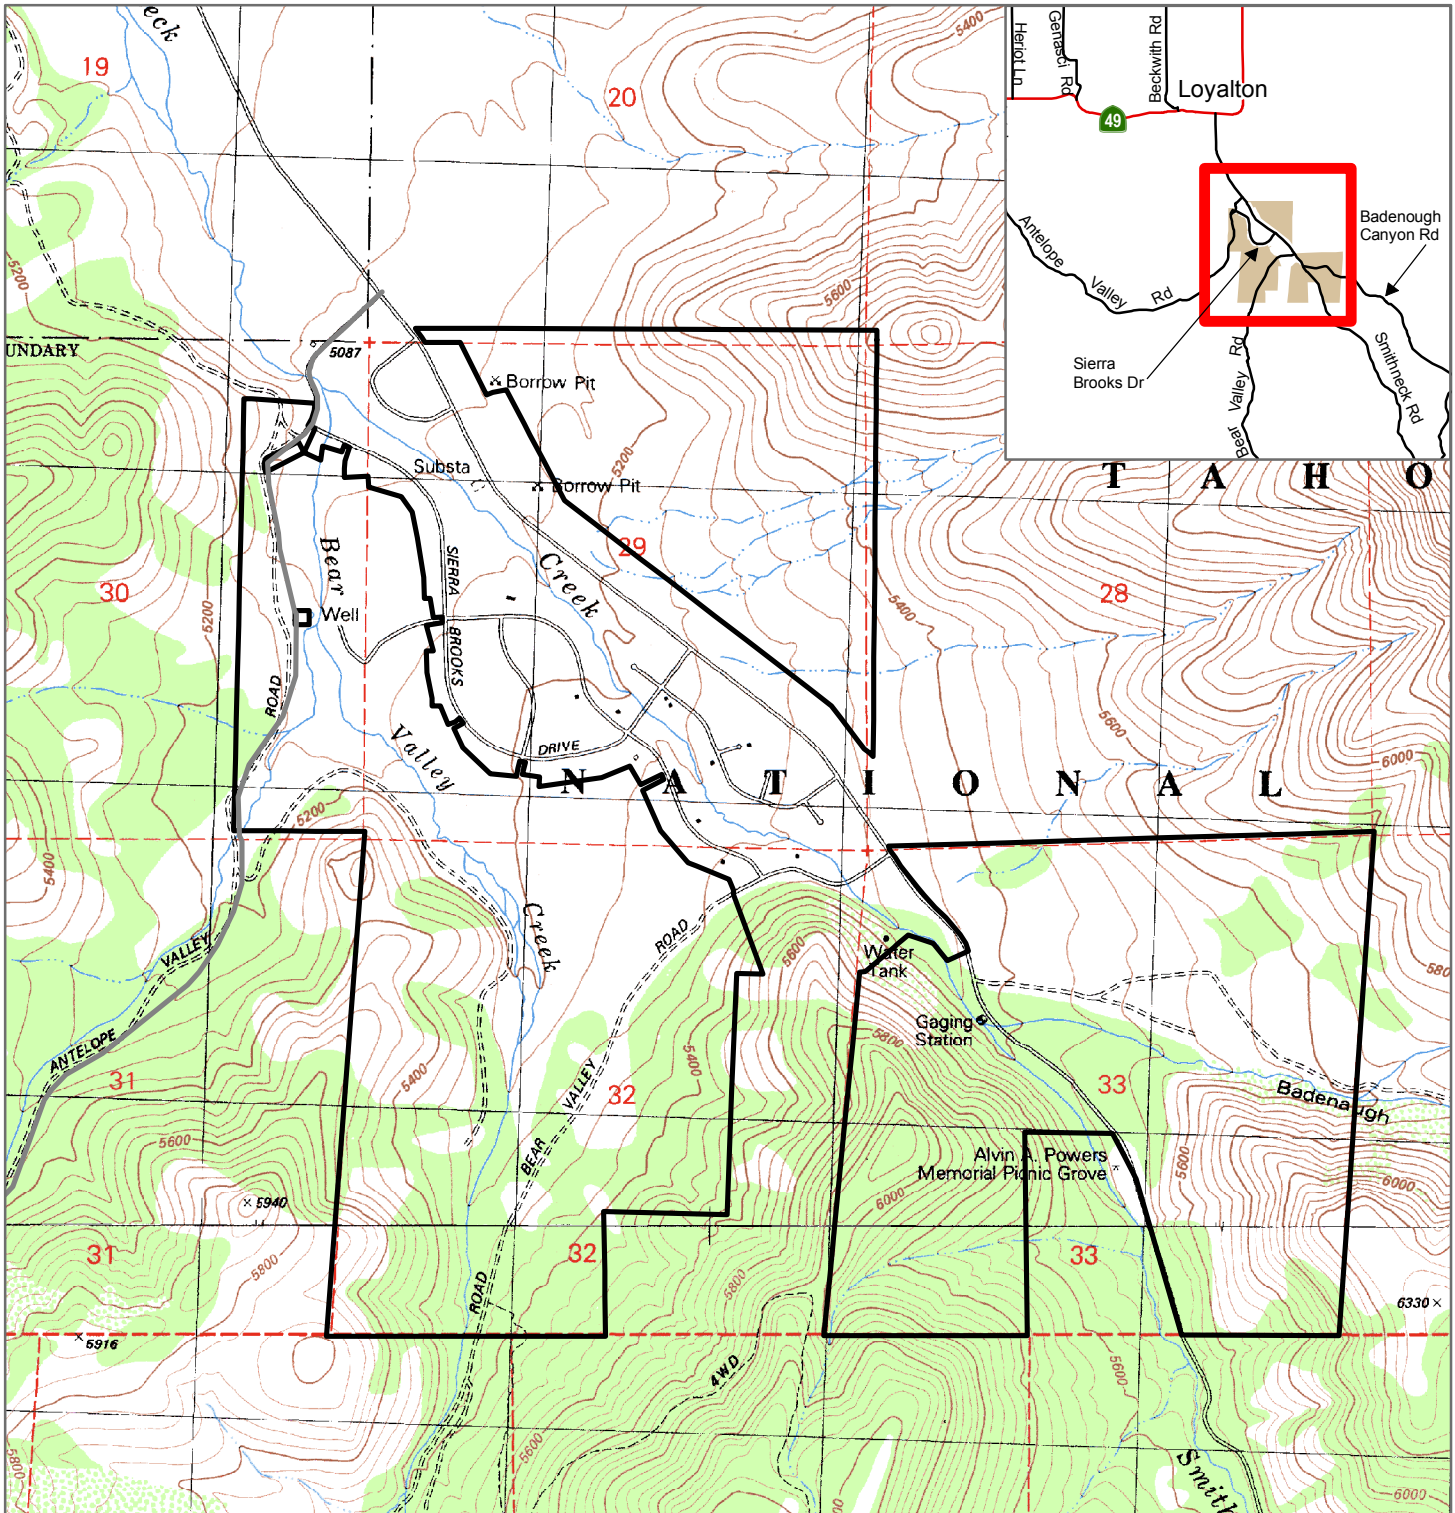 eck
19
20
5400
Heriot Ln
Genasci Rd
Beckwith Rd
Loyalton
49
Antelope
Valley
Rd
Badenough
Canyon Rd
Sierra
Brooks Dr
Bear Valley Rd
Smithneck Rd
5200
5600
UNDARY
5087
Borrow Pit
Substa
5200
Borrow Pit
T A H O
29
Bear
Creek
SIERRA
30
28
5200
Well
5400
BROOKS
ROAD
5600
Valley
DRIVE
6000
N A T I O N A L
5200
5400
Creek
VALLEY
ROAD
5600
Water
Tank
580
Gaging
Station
5800
ANTELOPE
31
5400
5400
VALLEY
32
33
Badenaugh
5600
BEAR
Alvin A. Powers
Memorial Picnic Grove
5600
5940
6000
6000
31
32
33
5800
ROAD
5800
6330
5916
4WD
5600
5800
5600
Smith
6000
00